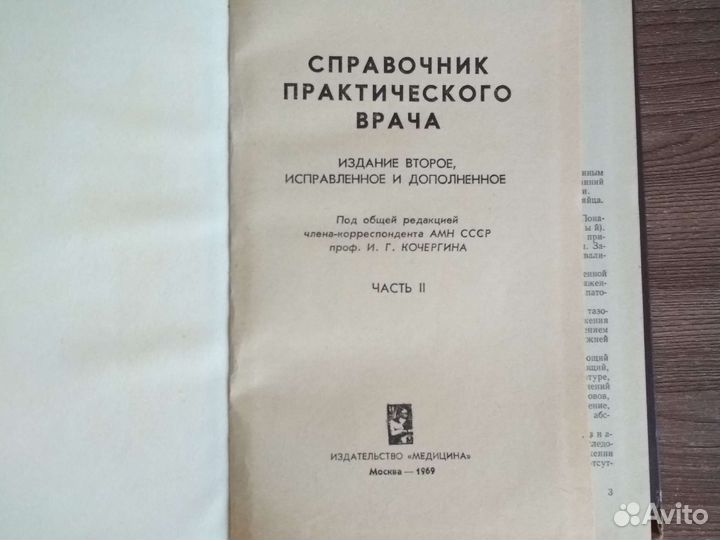 СПРАВОЧНИК
ПРАКТИЧЕСКОГО
ВРАЧА
ИЗДАНИЕ ВТОРОЕ,
ИСПРАВЛЕННОЕ И ДОПОЛНЕННОЕ
Под общей редакцией
члена-корреспондента АМН СССР
проф. И. Г. КОЧЕРГИНА
ЧАСТЬ II
ИЗДАТЕЛЬСТВО «МЕДИЦИНА»
Москва — 1969
3
Avito